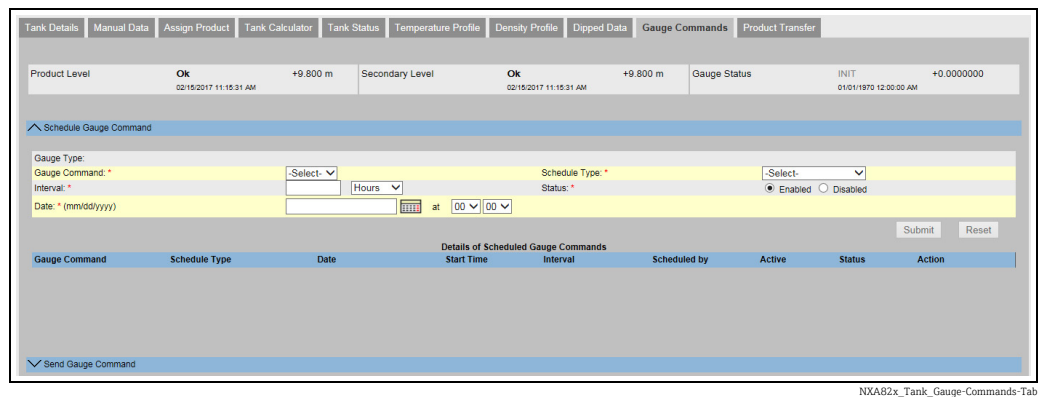 Tank Details Manual Data Assign Product Tank Calculator Tank Status Temperature Profile Density Profile Dipped Data Gauge Commands Product Transfer
Product Level Ok +9.800 m Secondary Level Ok +9.800 m Gauge Status INIT +0.0000000
02/15/2017 11:15:31 AM 02/15/2017 11:15:31 AM 01/01/1970 12:00:00 AM
Schedule Gauge Command
Gauge Type:
Gauge Command: * -Select- Schedule Type: * -Select-
Interval: * Hours Status: * Enabled Disabled
Date: * (mm/dd/yyyy) at 00 00
Submit Reset
Details of Scheduled Gauge Commands
Gauge Command Schedule Type Date Start Time Interval Scheduled by Active Status Action
Send Gauge Command
NXA82x_Tank_Gauge-Commands-Tab